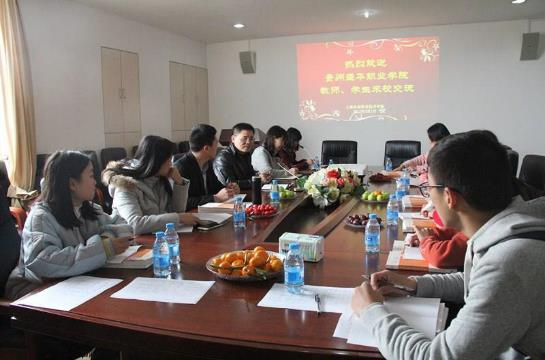 热烈欢迎
贵州盛华职业学院
教师、学生来校交流